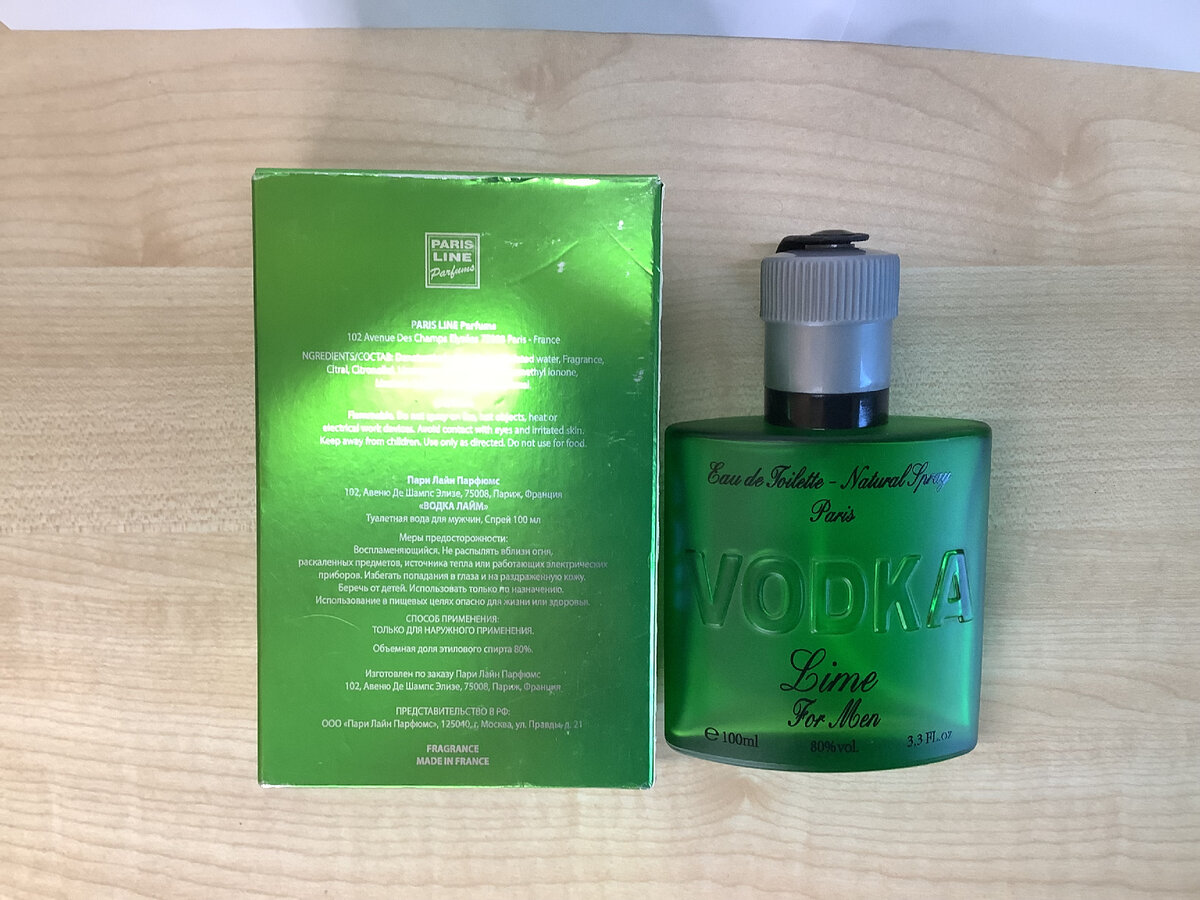 PARIS
LINE
Parfums
PARIS LINE Parfums
102 Avenue Des Champs Elysées 75008 Paris - France
NGREDIENTS/СОСТАВ: water, Fragrance,
Citral, Citronellol, methyl Ionone,
Flammable. Do not spray on fire, hot objects, heat or
electrical work devices. Avoid contact with eyes and irritated skin.
Keep away from children. Use only as directed. Do not use for food.
Пари Лайн Парфюмс
102, Авеню Де Шампс Элизе, 75008, Париж, Франция
«ВОДКА ЛАЙМ»
Туалетная вода для мужчин, Спрей 100 мл
Меры предосторожности:
Воспламеняющийся. Не распылять вблизи огня,
раскаленных предметов, источника тепла или работающих электрических
приборов. Избегать попадания в глаза и на раздраженную кожу.
Беречь от детей. Использовать только по назначению.
Использование в пищевых целях опасно для жизни или здоровья.
СПОСОБ ПРИМЕНЕНИЯ:
ТОЛЬКО ДЛЯ НАРУЖНОГО ПРИМЕНЕНИЯ.
Объемная доля этилового спирта 80%.
Изготовлен по заказу Пари Лайн Парфюмс
102, Авеню Де Шампс Элизе, 75008, Париж, Франция
ПРЕДСТАВИТЕЛЬСТВО В РФ:
ООО «Пари Лайн Парфюмс», 125040, г. Москва, ул. Правды, д. 21
FRAGRANCE
MADE IN FRANCE
Eau de Toilette - Natural Spray
Paris
VODKA
Lime
For Men
℮ 100ml 80% vol. 3,3 FL.oz